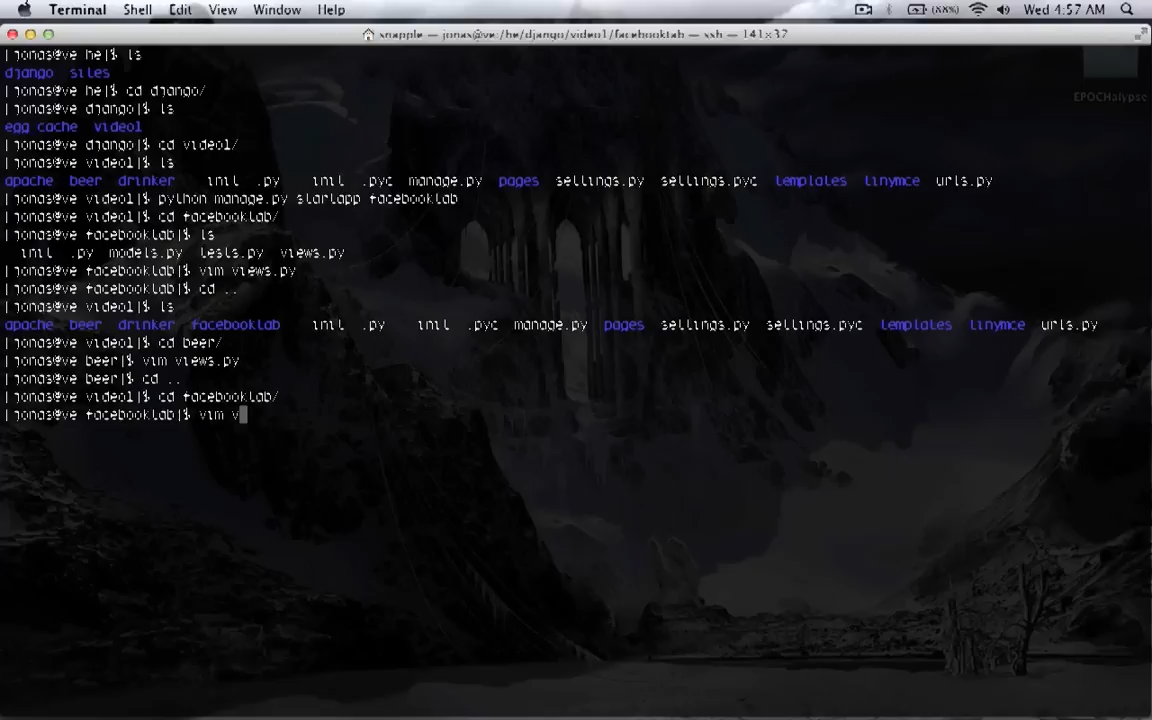 Terminal Shell Edit View Window Help (88%) Wed 4:57 AM
snapple — jonas@ve:/he/django/video1/facebooktab — ssh — 141×37
EPOCHalypse
[jonas@ve he]$ ls
django sites
[jonas@ve he]$ cd django/
[jonas@ve django]$ ls
egg_cache video1
[jonas@ve django]$ cd video1/
[jonas@ve video1]$ ls
apache beer drinker __init__.py __init__.pyc manage.py pages settings.py settings.pyc templates tinymce urls.py
[jonas@ve video1]$ python manage.py startapp facebooktab
[jonas@ve video1]$ cd facebooktab/
[jonas@ve facebooktab]$ ls
__init__.py models.py tests.py views.py
[jonas@ve facebooktab]$ vim views.py
[jonas@ve facebooktab]$ cd ..
[jonas@ve video1]$ ls
apache beer drinker facebooktab __init__.py __init__.pyc manage.py pages settings.py settings.pyc templates tinymce urls.py
[jonas@ve video1]$ cd beer/
[jonas@ve beer]$ vim views.py
[jonas@ve beer]$ cd ..
[jonas@ve video1]$ cd facebooktab/
[jonas@ve facebooktab]$ vim v